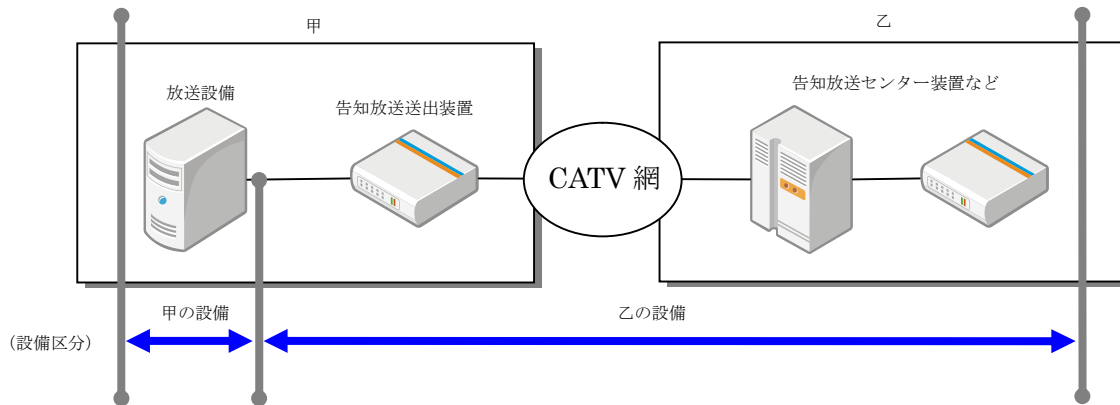 甲
乙
放送設備
告知放送送出装置
告知放送センター装置など
CATV 網
甲の設備
乙の設備
(設備区分)